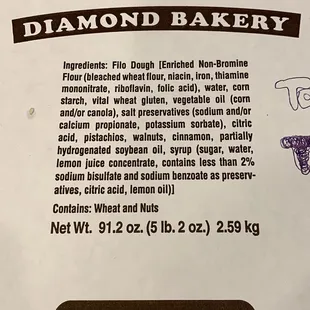 DIAMOND BAKERY
Ingredients: Filo Dough [Enriched Non-Bromine
Flour (bleached wheat flour, niacin, iron, thiamine
mononitrate, riboflavin, folic acid), water, corn
starch, vital wheat gluten, vegetable oil (corn
and/or canola), salt preservatives (sodium and/or
calcium propionate, potassium sorbate), citric
acid, pistachios, walnuts, cinnamon, partially
hydrogenated soybean oil, syrup (sugar, water,
lemon juice concentrate, contains less than 2%
sodium bisulfate and sodium benzoate as preserv-
atives, citric acid, lemon oil)]
Contains: Wheat and Nuts
Net Wt. 91.2 oz. (5 lb. 2 oz.) 2.59 kg